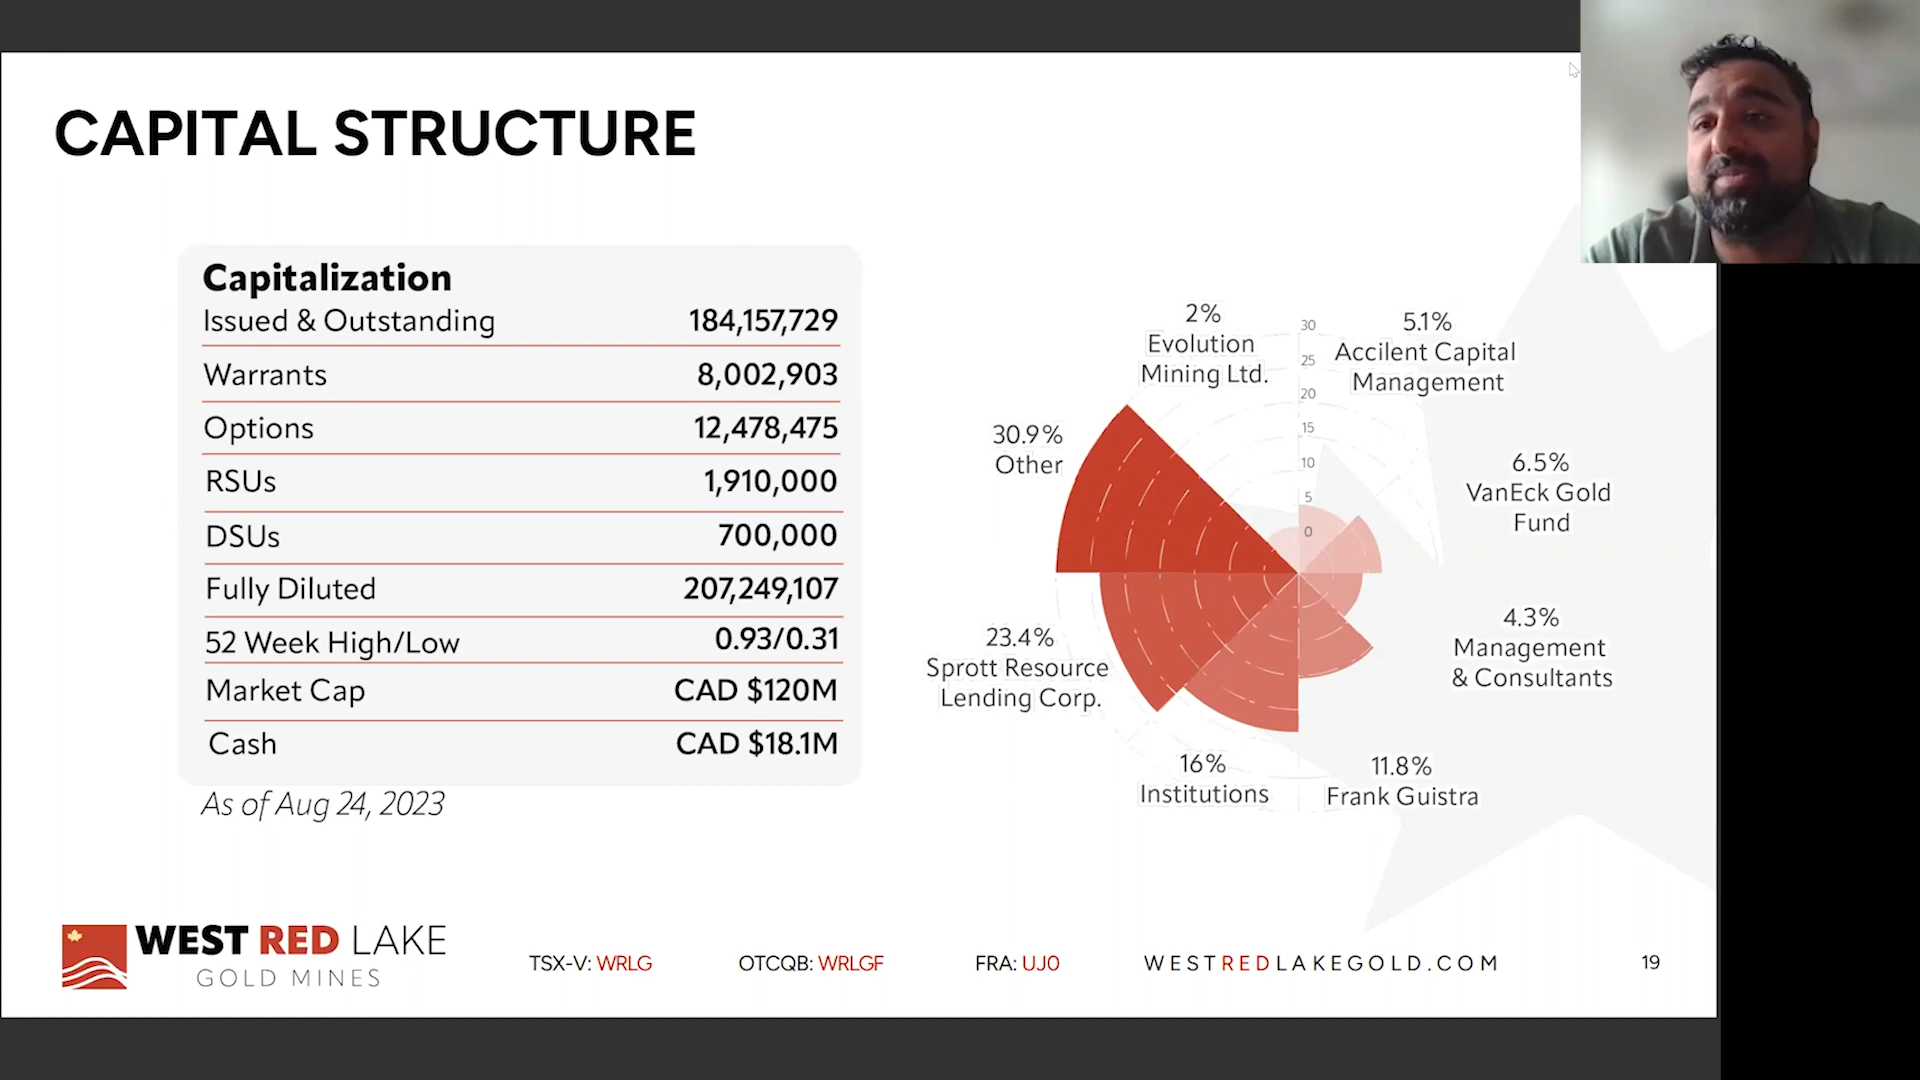 CAPITAL STRUCTURE
Capitalization
Issued & Outstanding 184,157,729
Warrants 8,002,903
Options 12,478,475
RSUs 1,910,000
DSUs 700,000
Fully Diluted 207,249,107
52 Week High/Low 0.93/0.31
Market Cap CAD $120M
Cash CAD $18.1M
As of Aug 24, 2023
2%
Evolution
Mining Ltd.
30
25
20
15
10
5
0
5.1%
Accilent Capital
Management
30.9%
Other
6.5%
VanEck Gold
Fund
23.4%
Sprott Resource
Lending Corp.
4.3%
Management
& Consultants
16%
Institutions
11.8%
Frank Guistra
WEST RED LAKE
GOLD MINES
TSX-V: WRLG
OTCQB: WRLGF
FRA: UJ0
WESTREDLAKEGOLD.COM
19